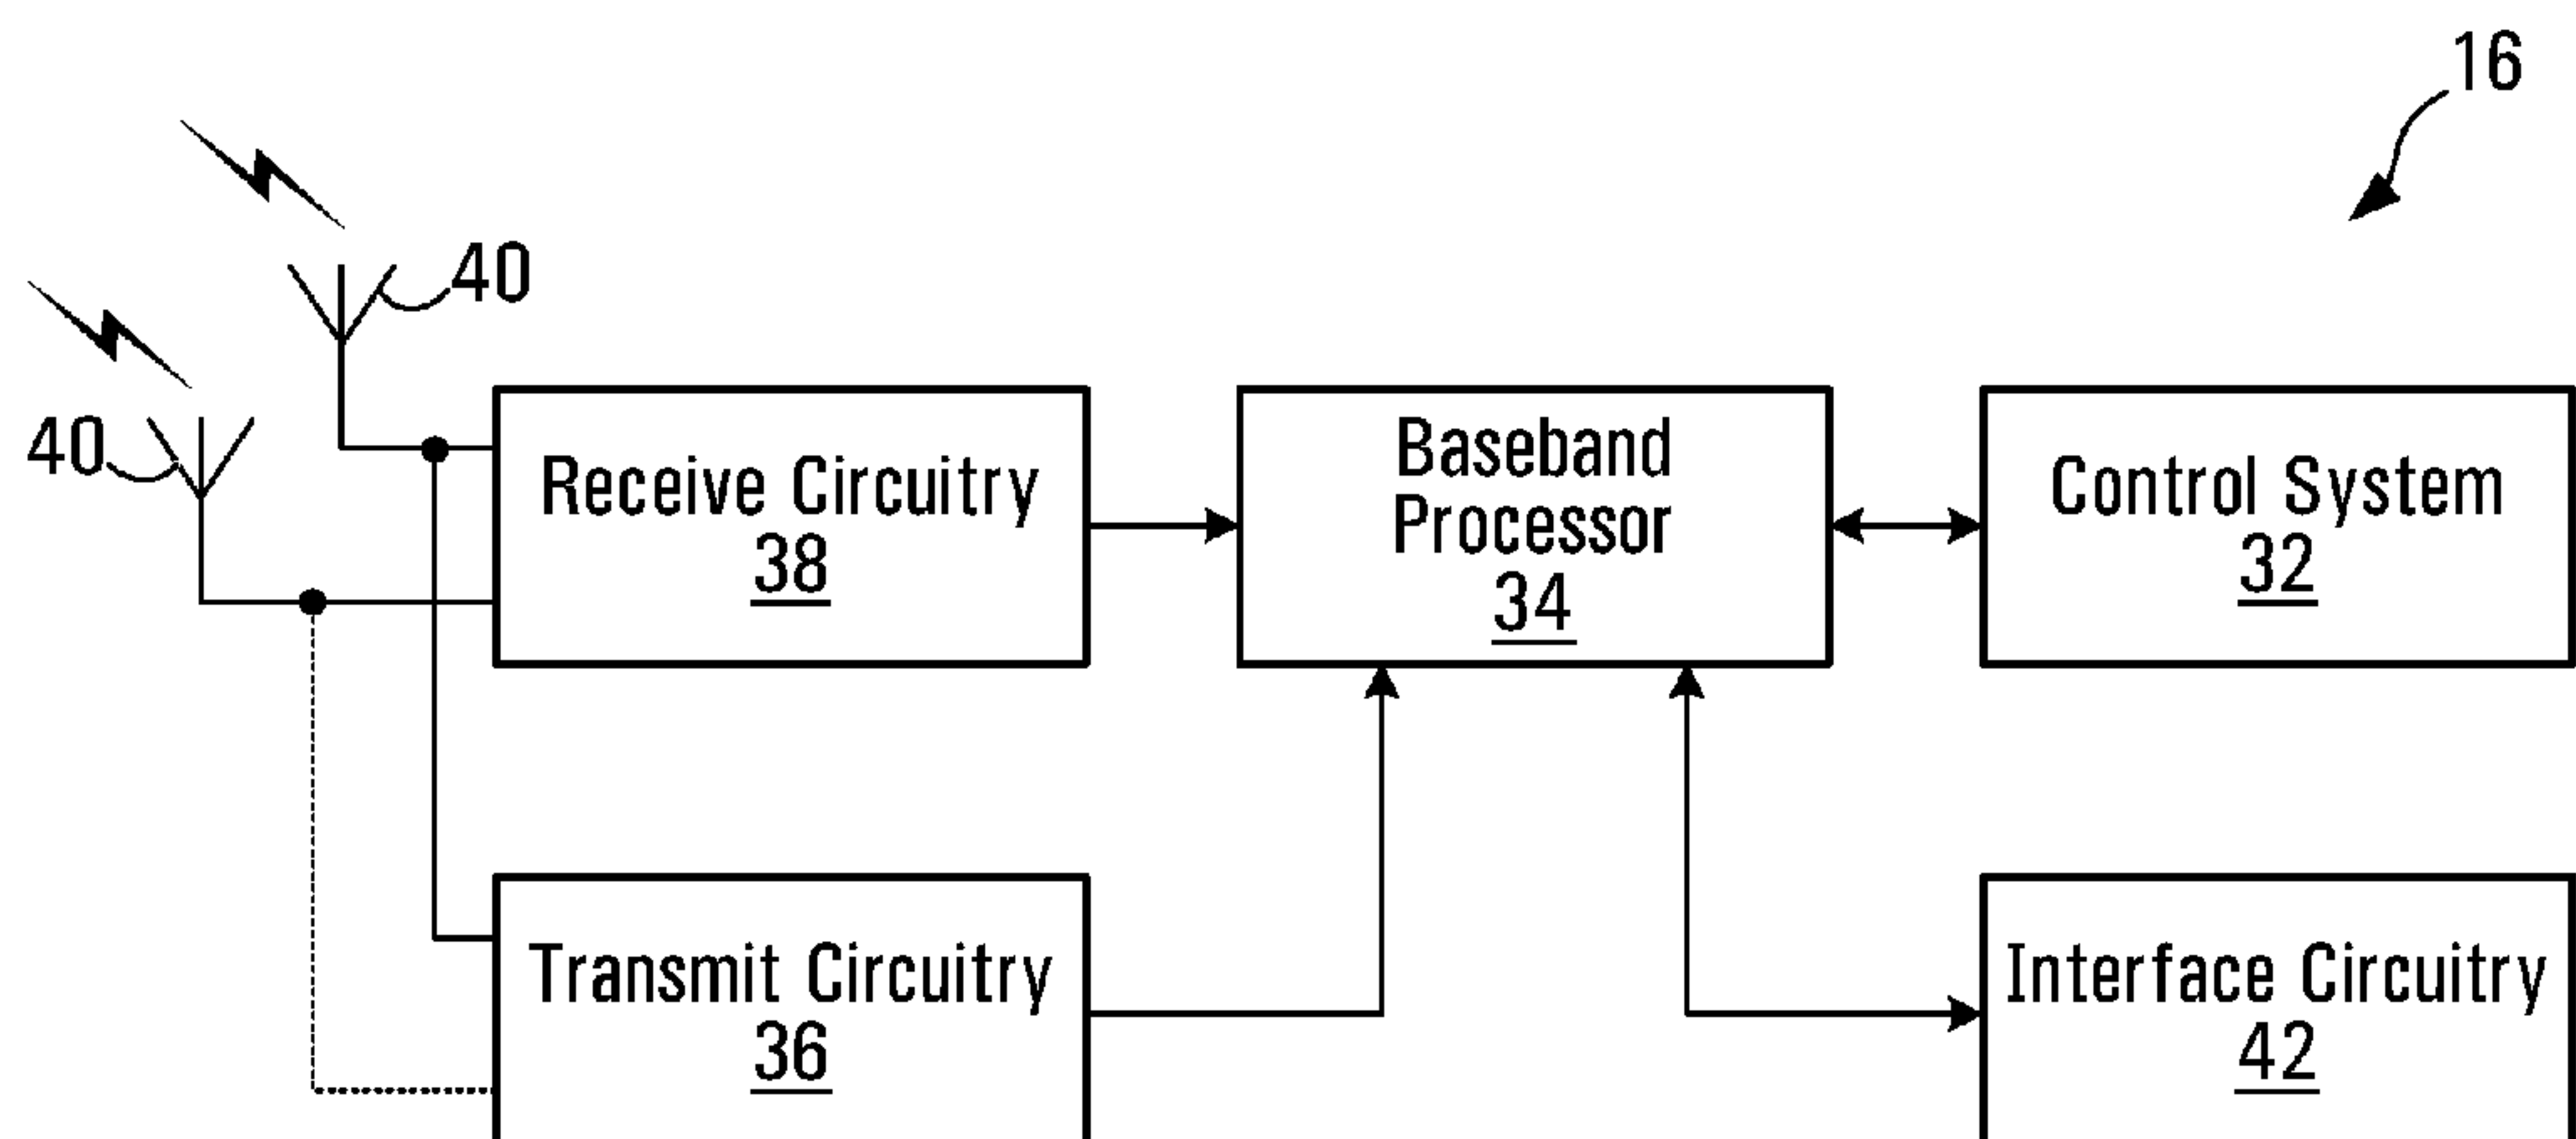 16
40
40
Receive Circuitry
38
Baseband
Processor
34
Control System
32
Transmit Circuitry
36
Interface Circuitry
42